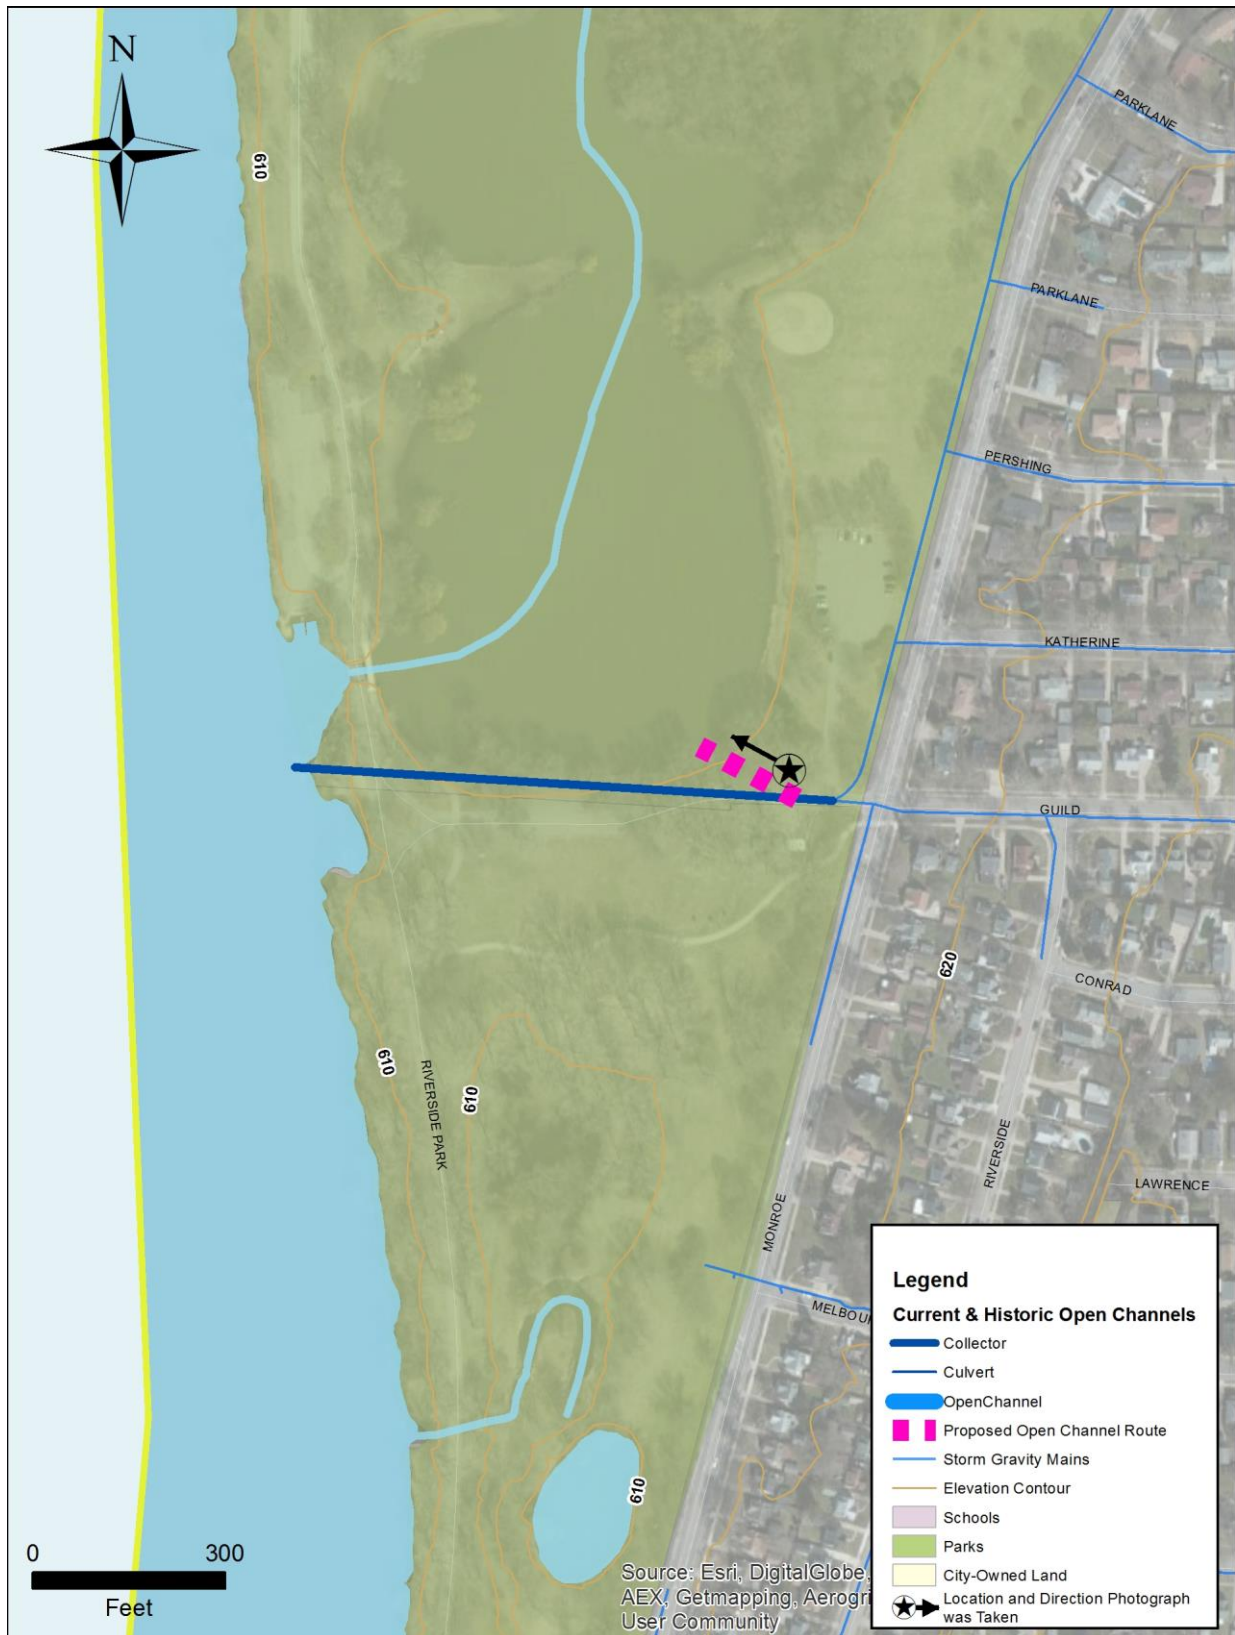 N
610
PARKLANE
PARKLANE
PERSHING
KATHERINE
GUILD
620
CONRAD
610
RIVERSIDE PARK
610
RIVERSIDE
LAWRENCE
MONROE
MELBOU
610
0 300
Feet
Source: Esri, DigitalGlobe,
AEX, Getmapping, Aerogri
User Community
Legend
Current & Historic Open Channels
Collector
Culvert
OpenChannel
Proposed Open Channel Route
Storm Gravity Mains
Elevation Contour
Schools
Parks
City-Owned Land
Location and Direction Photograph
was Taken